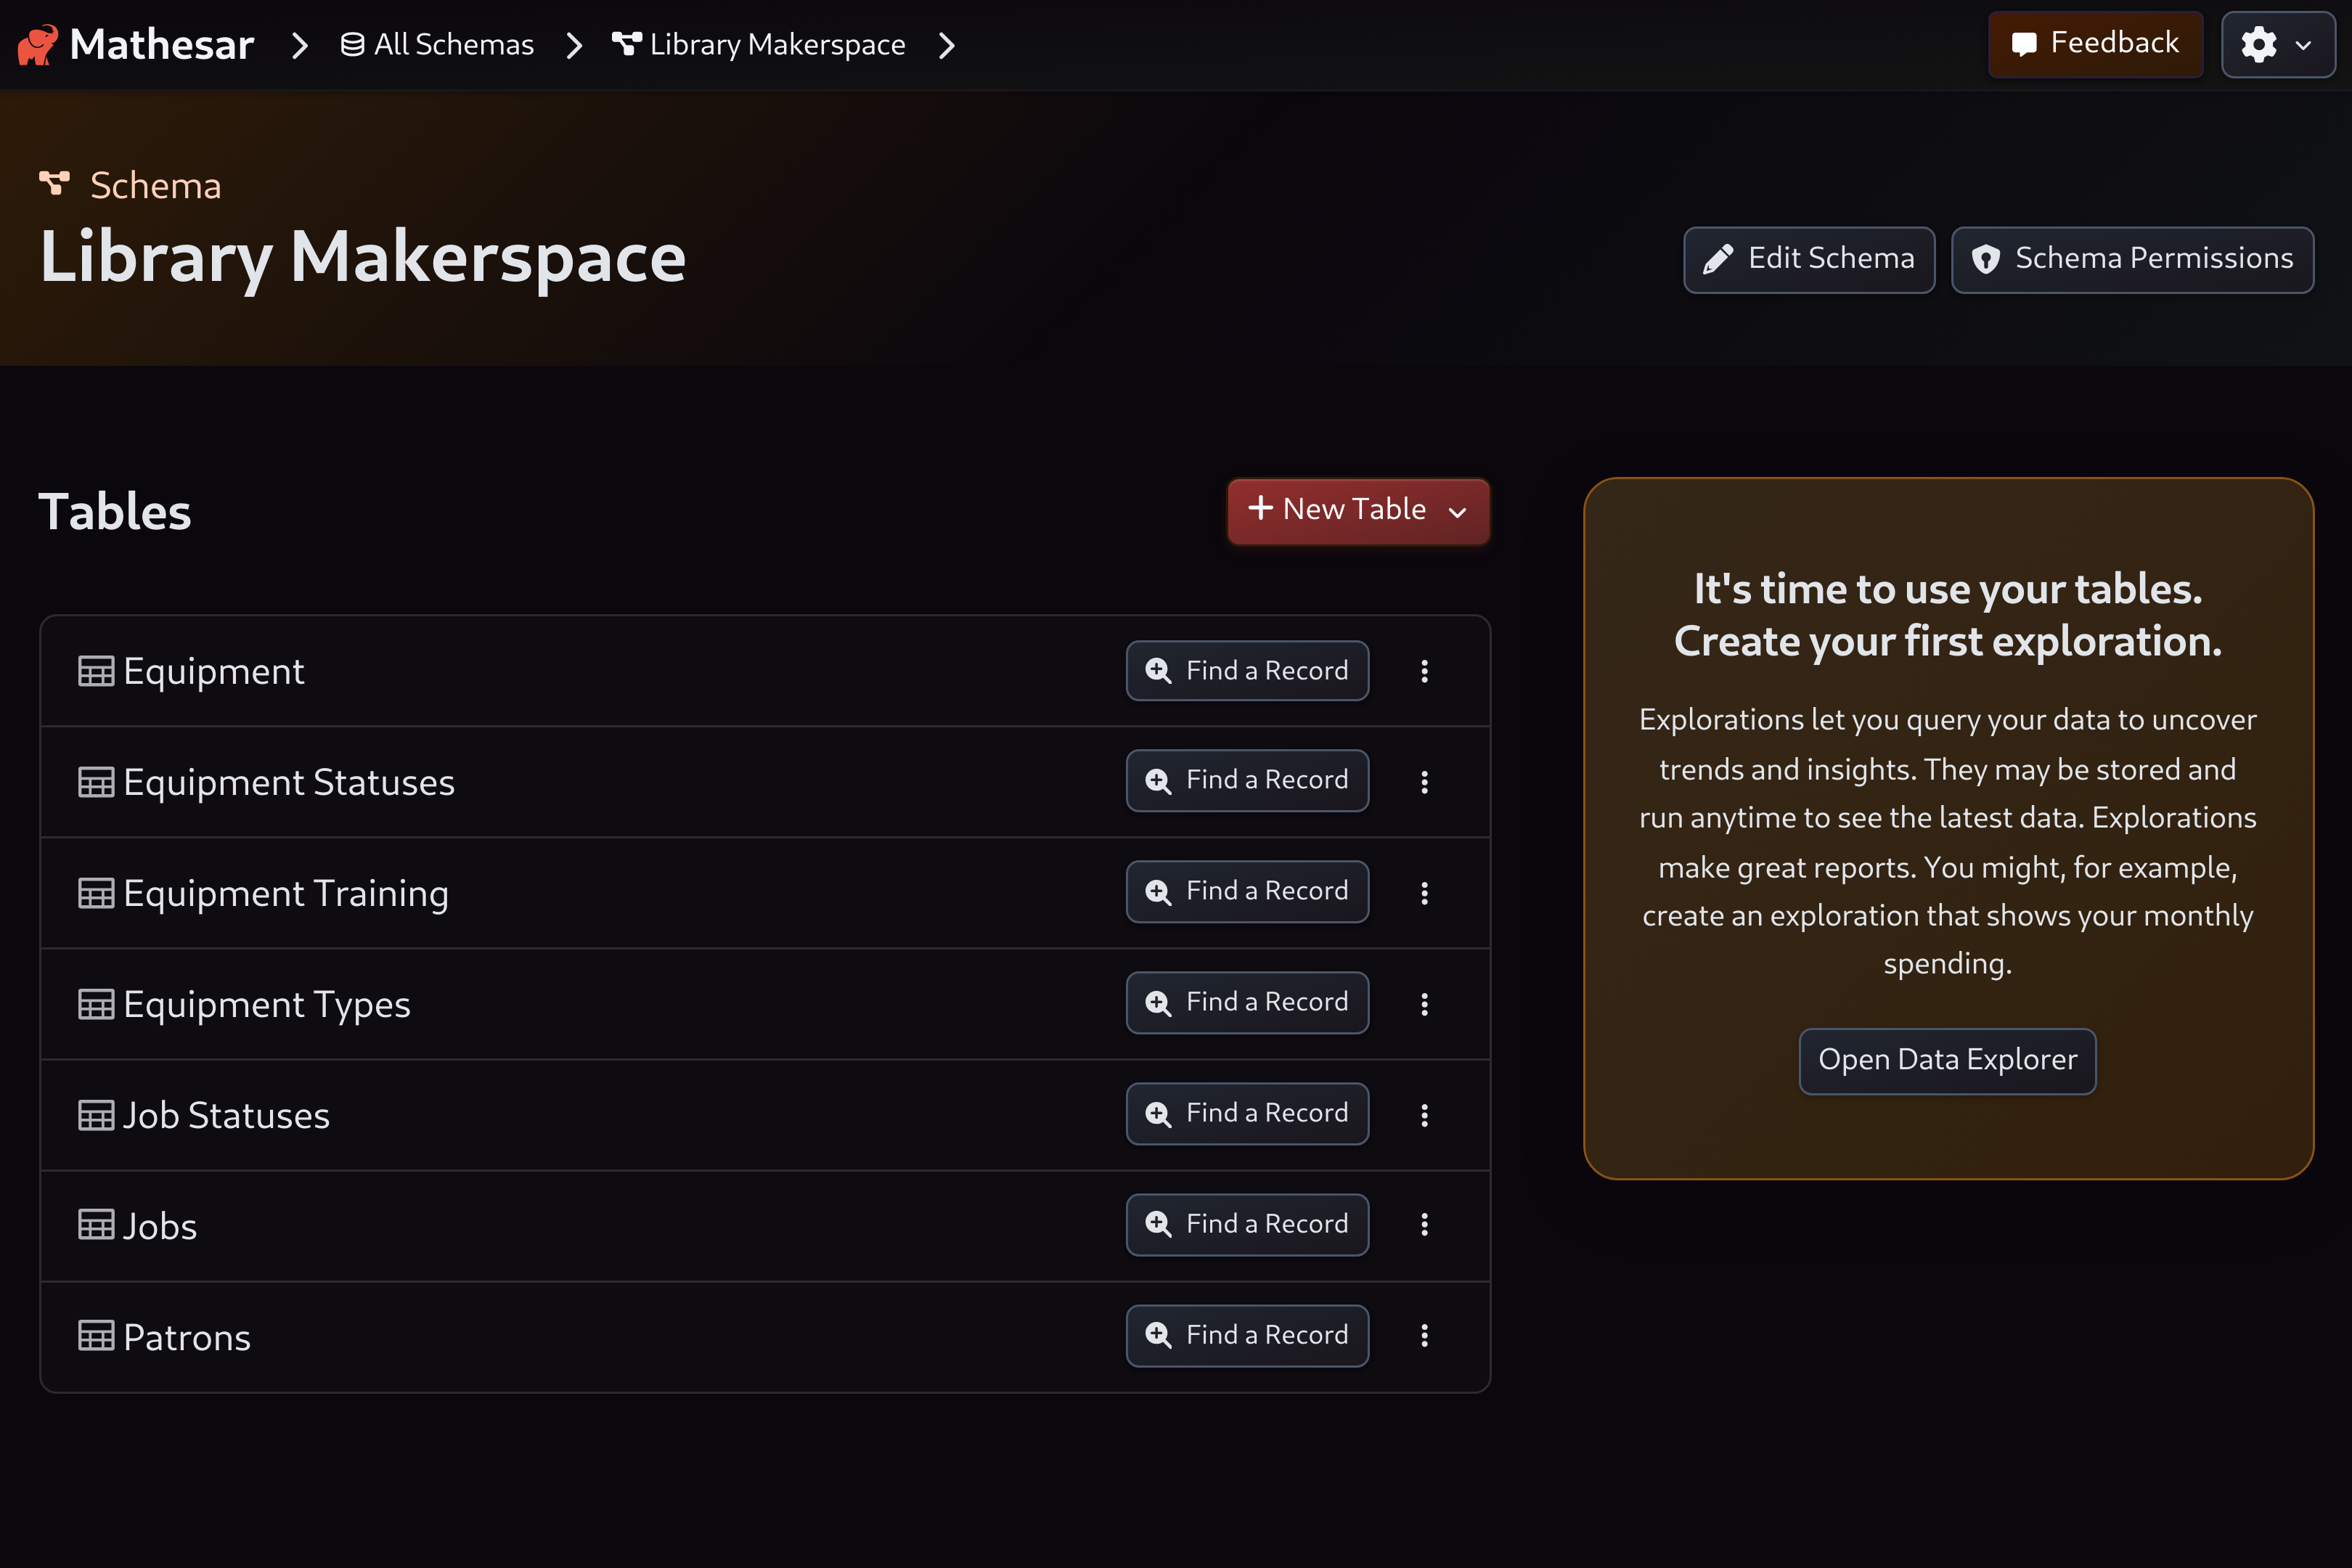 Mathesar
All Schemas
Library Makerspace
Feedback
Schema
Library Makerspace
Edit Schema
Schema Permissions
Tables
New Table
Equipment
Find a Record
Equipment Statuses
Find a Record
Equipment Training
Find a Record
Equipment Types
Find a Record
Job Statuses
Find a Record
Jobs
Find a Record
Patrons
Find a Record
It's time to use your tables.
Create your first exploration.
Explorations let you query your data to uncover
trends and insights. They may be stored and
run anytime to see the latest data. Explorations
make great reports. You might, for example,
create an exploration that shows your monthly
spending.
Open Data Explorer